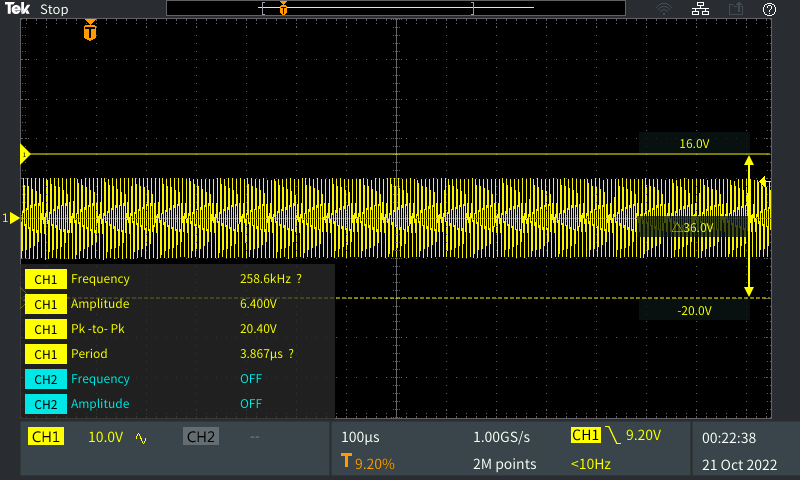 Tek Stop
T
T
?
1
16.0V
1
△36.0V
-20.0V
CH1 Frequency 258.6kHz ?
CH1 Amplitude 6.400V
CH1 Pk -to- Pk 20.40V
CH1 Period 3.867µs ?
CH2 Frequency OFF
CH2 Amplitude OFF
CH1 10.0V CH2 -- 100µs 1.00GS/s CH1 9.20V 00:22:38
T 9.20% 2M points <10Hz 21 Oct 2022